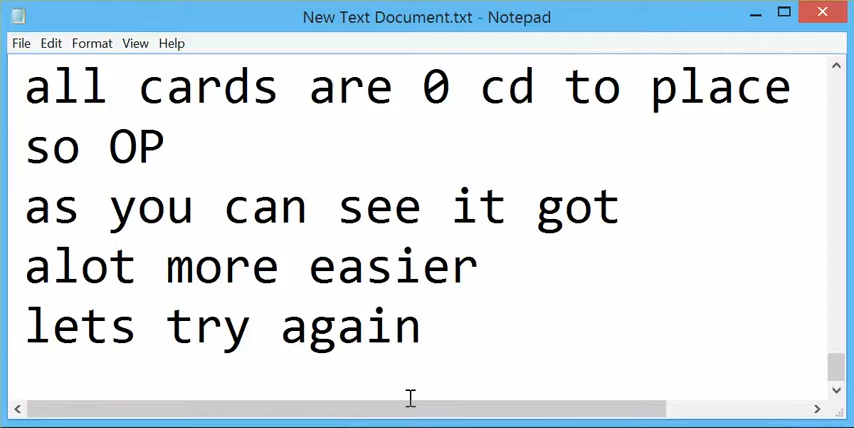 New Text Document.txt - Notepad
File Edit Format View Help
all cards are 0 cd to place
so OP
as you can see it got
alot more easier
lets try again